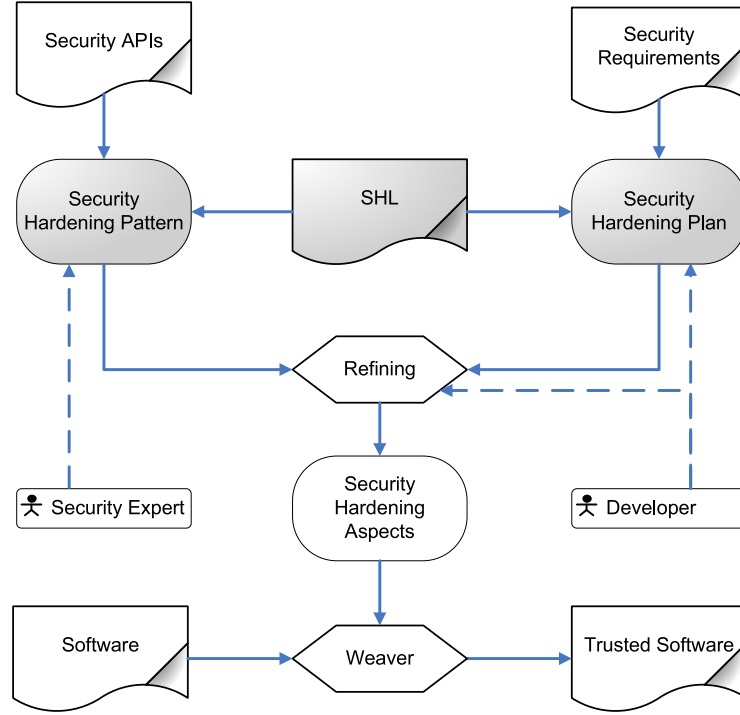 Security APIs
Security
Requirements
Security
Hardening Pattern
SHL
Security
Hardening Plan
Refining
Security
Hardening
Aspects
Security Expert
Developer
Software
Weaver
Trusted Software